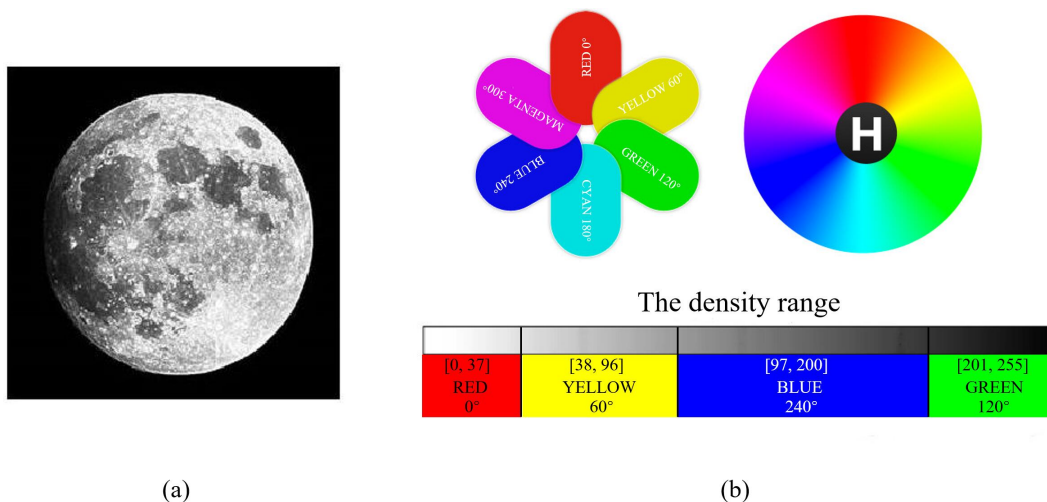 RED 0°
YELLOW 60°
GREEN 120°
CYAN 180°
BLUE 240°
MAGENTA 300°
H
The density range
[0, 37] [38, 96] [97, 200] [201, 255]
RED YELLOW BLUE GREEN
0° 60° 240° 120°
(a) (b)